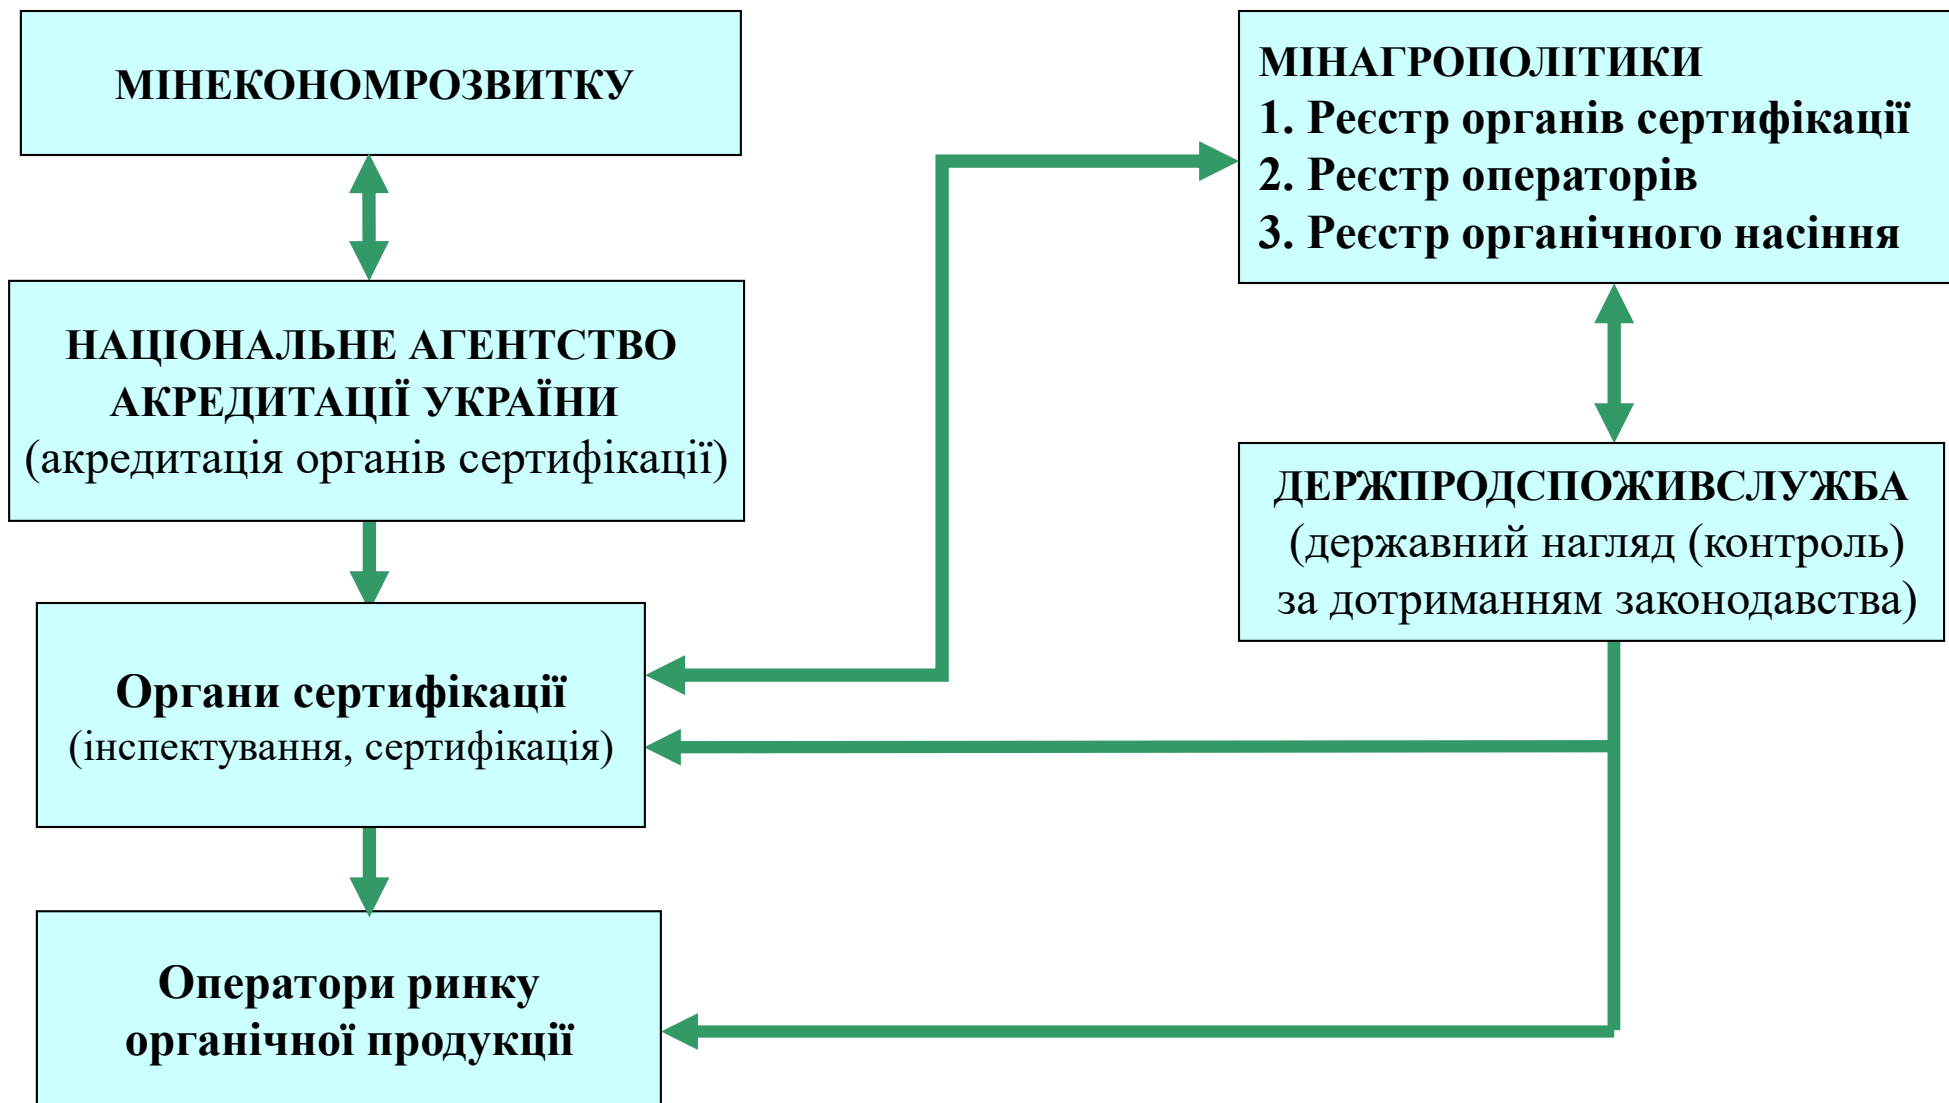 МІНЕКОНОМРОЗВИТКУ
НАЦІОНАЛЬНЕ АГЕНТСТВО
АКРЕДИТАЦІЇ УКРАЇНИ
(акредитація органів сертифікації)
Органи сертифікації
(інспектування, сертифікація)
Оператори ринку
органічної продукції
МІНАГРОПОЛІТИКИ
1. Реєстр органів сертифікації
2. Реєстр операторів
3. Реєстр органічного насіння
ДЕРЖПРОДСПОЖИВСЛУЖБА
(державний нагляд (контроль)
за дотриманням законодавства)